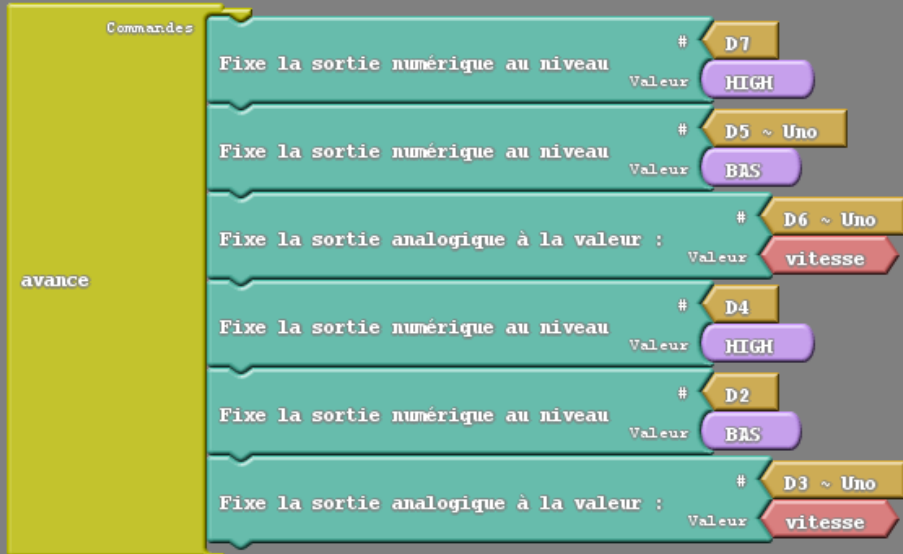 Commandes
# D7
Fixe la sortie numérique au niveau
Valeur HIGH
# D5 ~ Uno
Fixe la sortie numérique au niveau
Valeur BAS
# D6 ~ Uno
Fixe la sortie analogique à la valeur :
Valeur vitesse
avance
# D4
Fixe la sortie numérique au niveau
Valeur HIGH
# D2
Fixe la sortie numérique au niveau
Valeur BAS
# D3 ~ Uno
Fixe la sortie analogique à la valeur :
Valeur vitesse